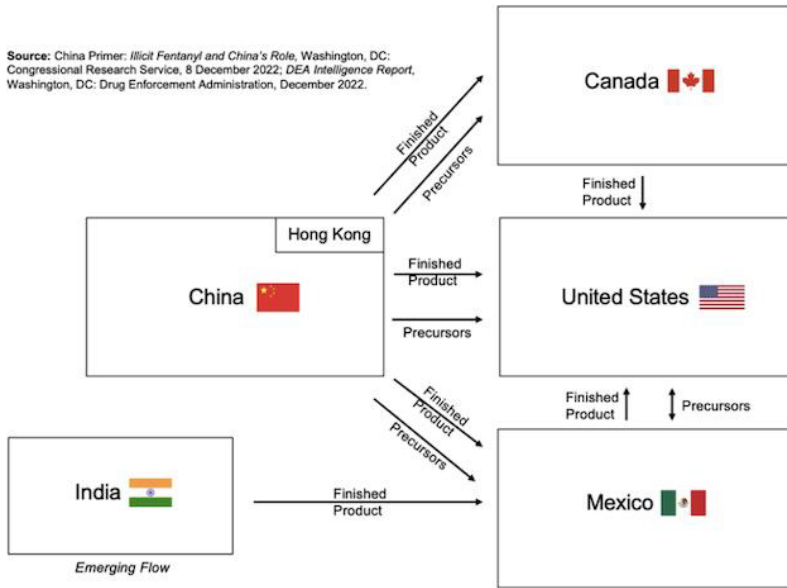 Source: China Primer: Illicit Fentanyl and China's Role, Washington, DC:
Congressional Research Service, 8 December 2022; DEA Intelligence Report,
Washington, DC: Drug Enforcement Administration, December 2022.
Canada
Finished
Product
Precursors
Finished
Product
Hong Kong
China
Finished
Product
Precursors
United States
Finished
Product
Precursors
Finished
Product
Precursors
India
Finished
Product
Mexico
Emerging Flow